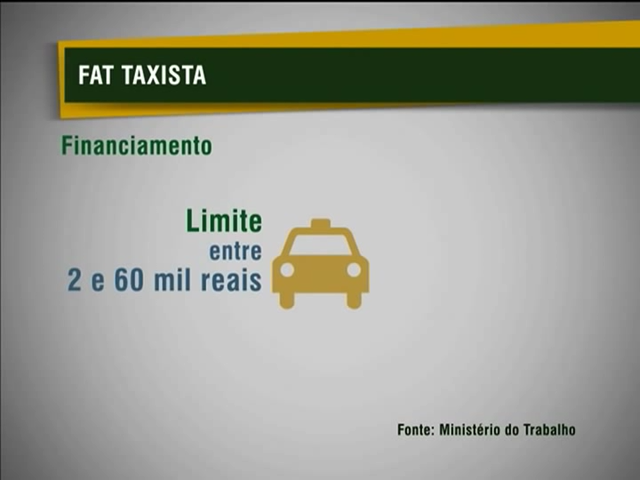 FAT TAXISTA
Financiamento
Limite
entre
2 e 60 mil reais
Fonte: Ministério do Trabalho